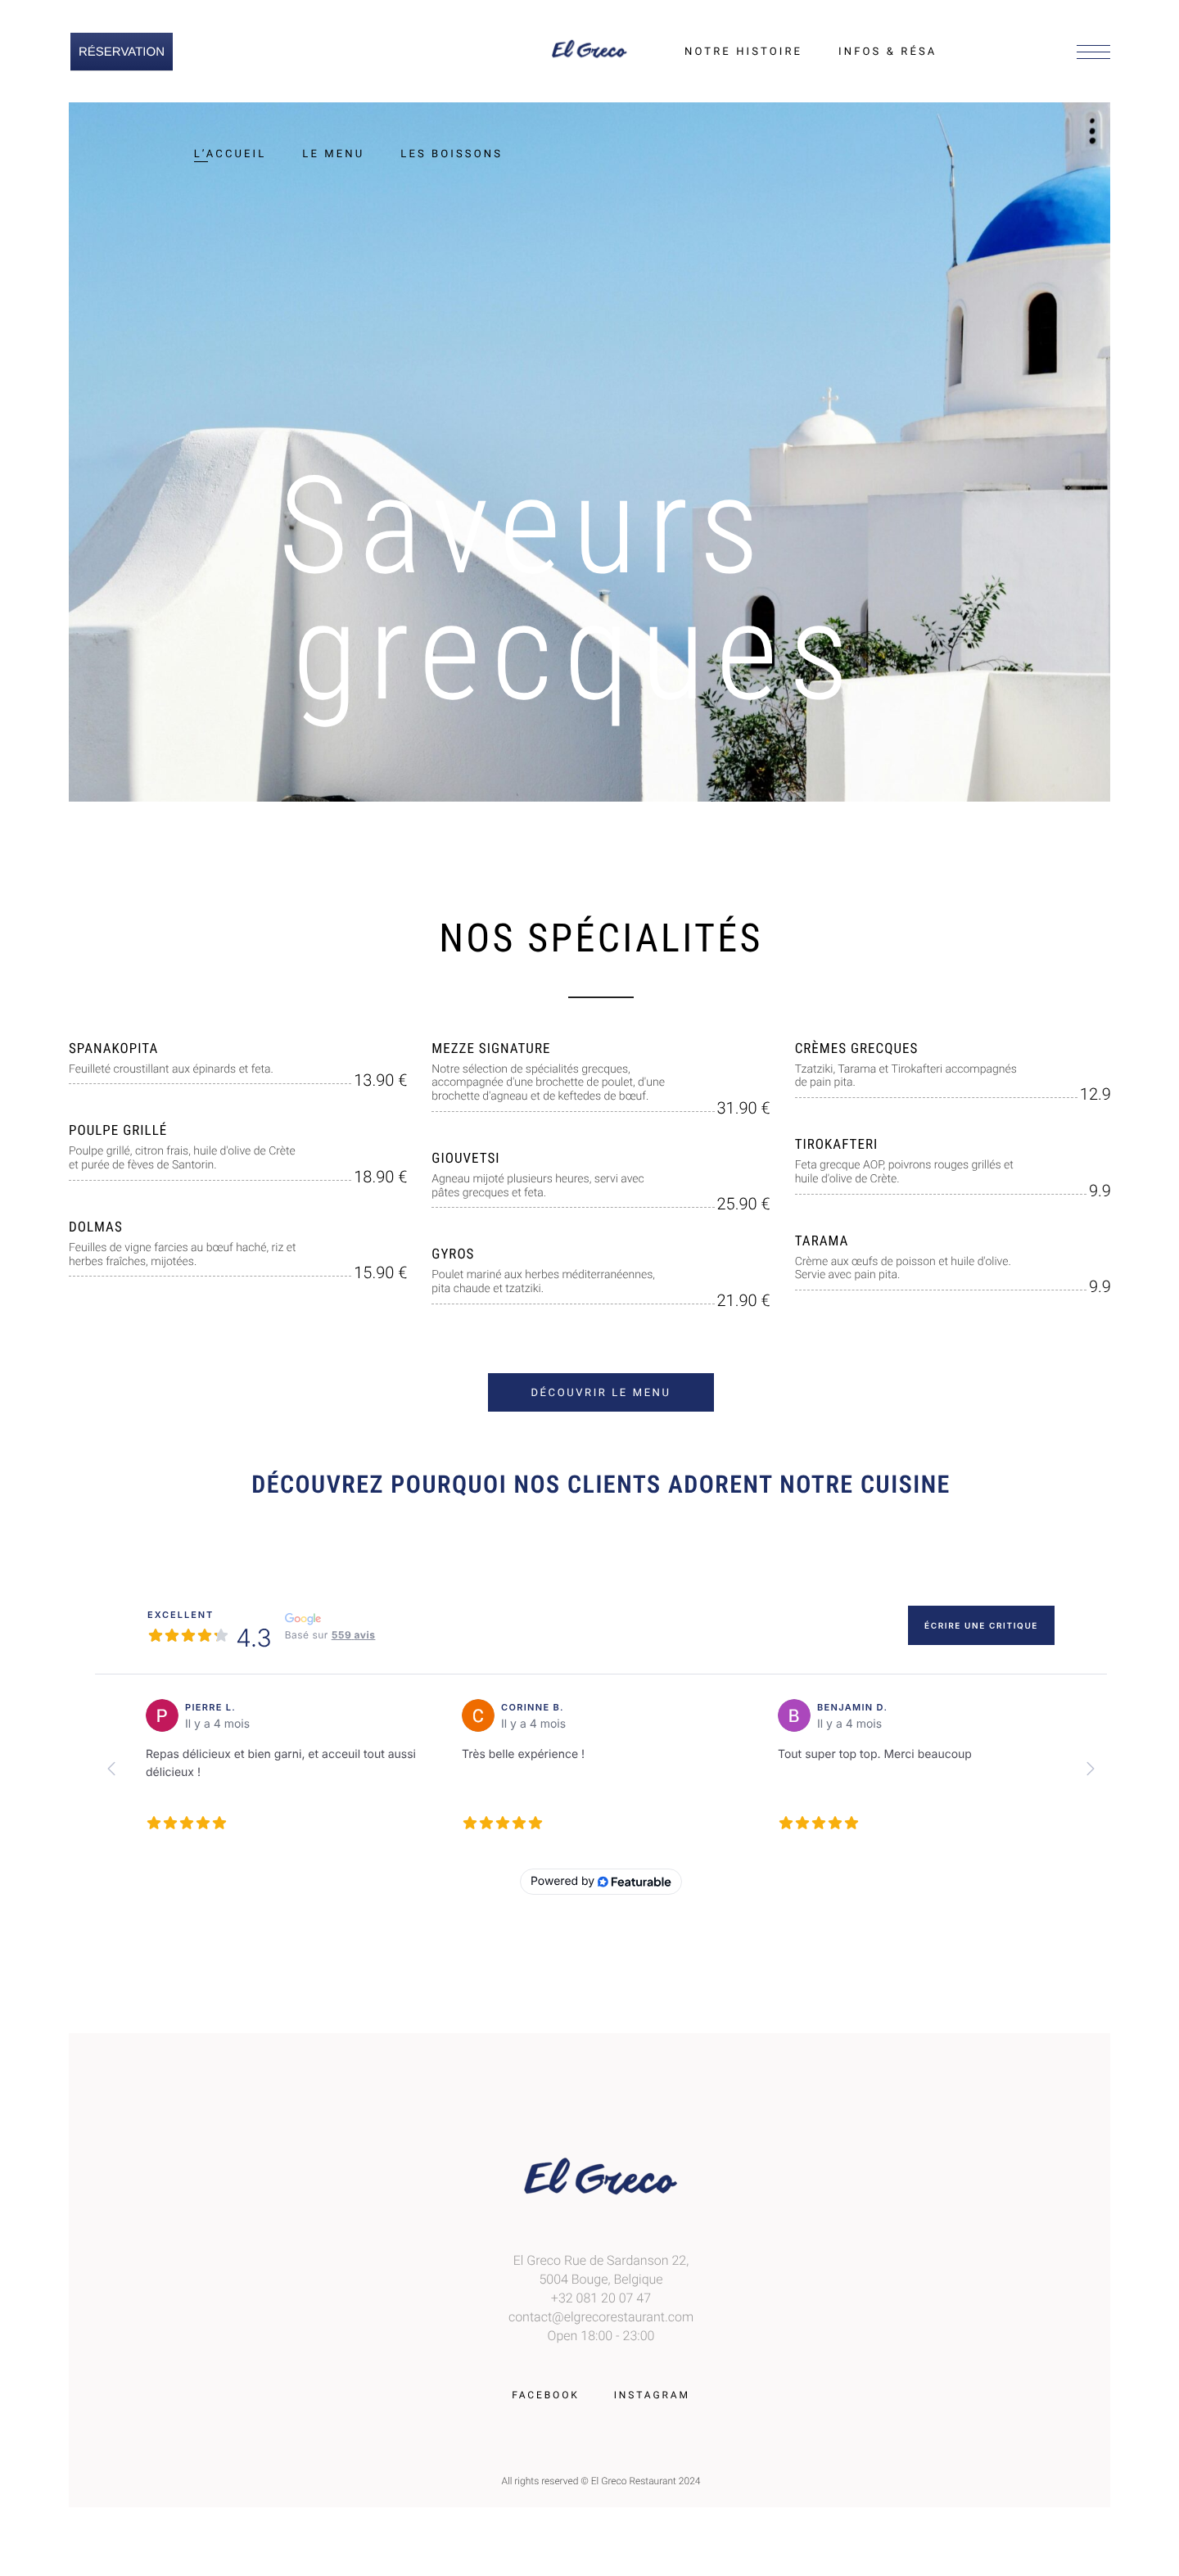 RÉSERVATION
El Greco
NOTRE HISTOIRE
INFOS & RÉSA
L'ACCUEIL
LE MENU
LES BOISSONS
Saveurs
grecques
NOS SPÉCIALITÉS
SPANAKOPITA
Feuilleté croustillant aux épinards et feta.
13.90 €
POULPE GRILLÉ
Poulpe grillé, citron frais, huile d'olive de Crète
et purée de fèves de Santorin.
18.90 €
DOLMAS
Feuilles de vigne farcies au bœuf haché, riz et
herbes fraîches, mijotées.
15.90 €
MEZZE SIGNATURE
Notre sélection de spécialités grecques,
accompagnée d'une brochette de poulet, d'une
brochette d'agneau et de keftedes de bœuf.
31.90 €
GIOUVETSI
Agneau mijoté plusieurs heures, servi avec
pâtes grecques et feta.
25.90 €
GYROS
Poulet mariné aux herbes méditerranéennes,
pita chaude et tzatziki.
21.90 €
CRÈMES GRECQUES
Tzatziki, Tarama et Tirokafteri accompagnés
de pain pita.
12.9
TIROKAFTERI
Feta grecque AOP, poivrons rouges grillés et
huile d'olive de Crète.
9.9
TARAMA
Crème aux œufs de poisson et huile d'olive.
Servie avec pain pita.
9.9
DÉCOUVRIR LE MENU
DÉCOUVREZ POURQUOI NOS CLIENTS ADORENT NOTRE CUISINE
EXCELLENT
4.3
Google
Basé sur 559 avis
ÉCRIRE UNE CRITIQUE
P
PIERRE L.
Il y a 4 mois
Repas délicieux et bien garni, et acceuil tout aussi
délicieux !
C
CORINNE B.
Il y a 4 mois
Très belle expérience !
B
BENJAMIN D.
Il y a 4 mois
Tout super top top. Merci beaucoup
Powered by Featurable
El Greco
El Greco Rue de Sardanson 22,
5004 Bouge, Belgique
+32 081 20 07 47
contact@elgrecorestaurant.com
Open 18:00 - 23:00
FACEBOOK
INSTAGRAM
All rights reserved © El Greco Restaurant 2024